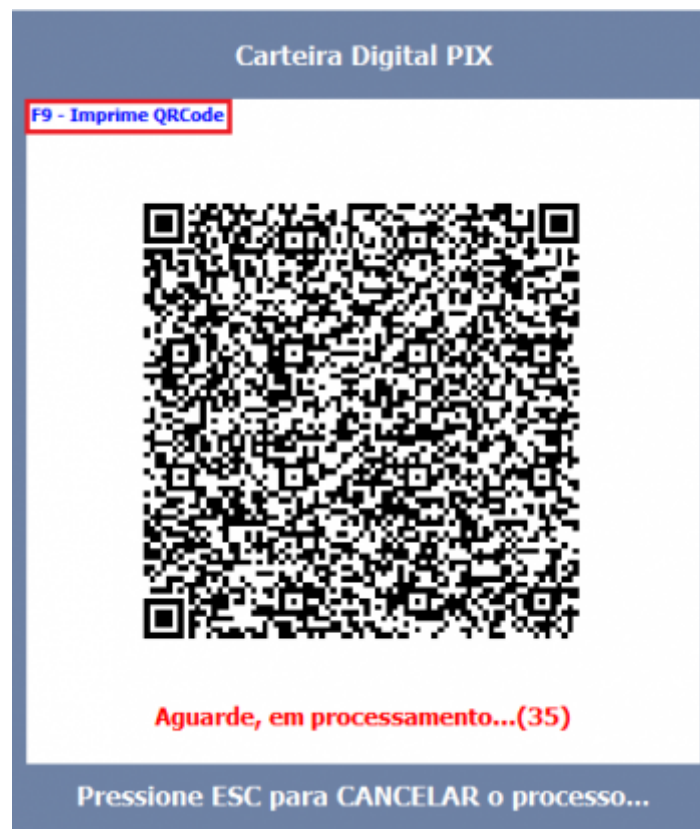 Carteira Digital PIX
F9 - Imprime QRCode
Aguarde, em processamento...(35)
Pressione ESC para CANCELAR o processo...